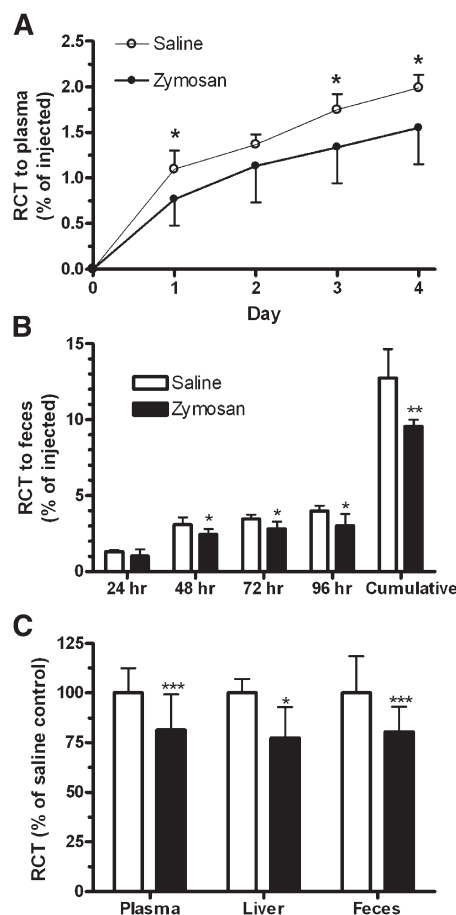 A
RCT to plasma
(% of injected)
2.5
2.0
1.5
1.0
0.5
0.0
Saline
Zymosan
*
*
*
0 1 2 3 4
Day
B
RCT to feces
(% of injected)
15
10
5
0
Saline
Zymosan
*
*
*
**
24 hr 48 hr 72 hr 96 hr Cumulative
C
RCT (% of saline control)
125
100
75
50
25
0
***
*
***
Plasma Liver Feces